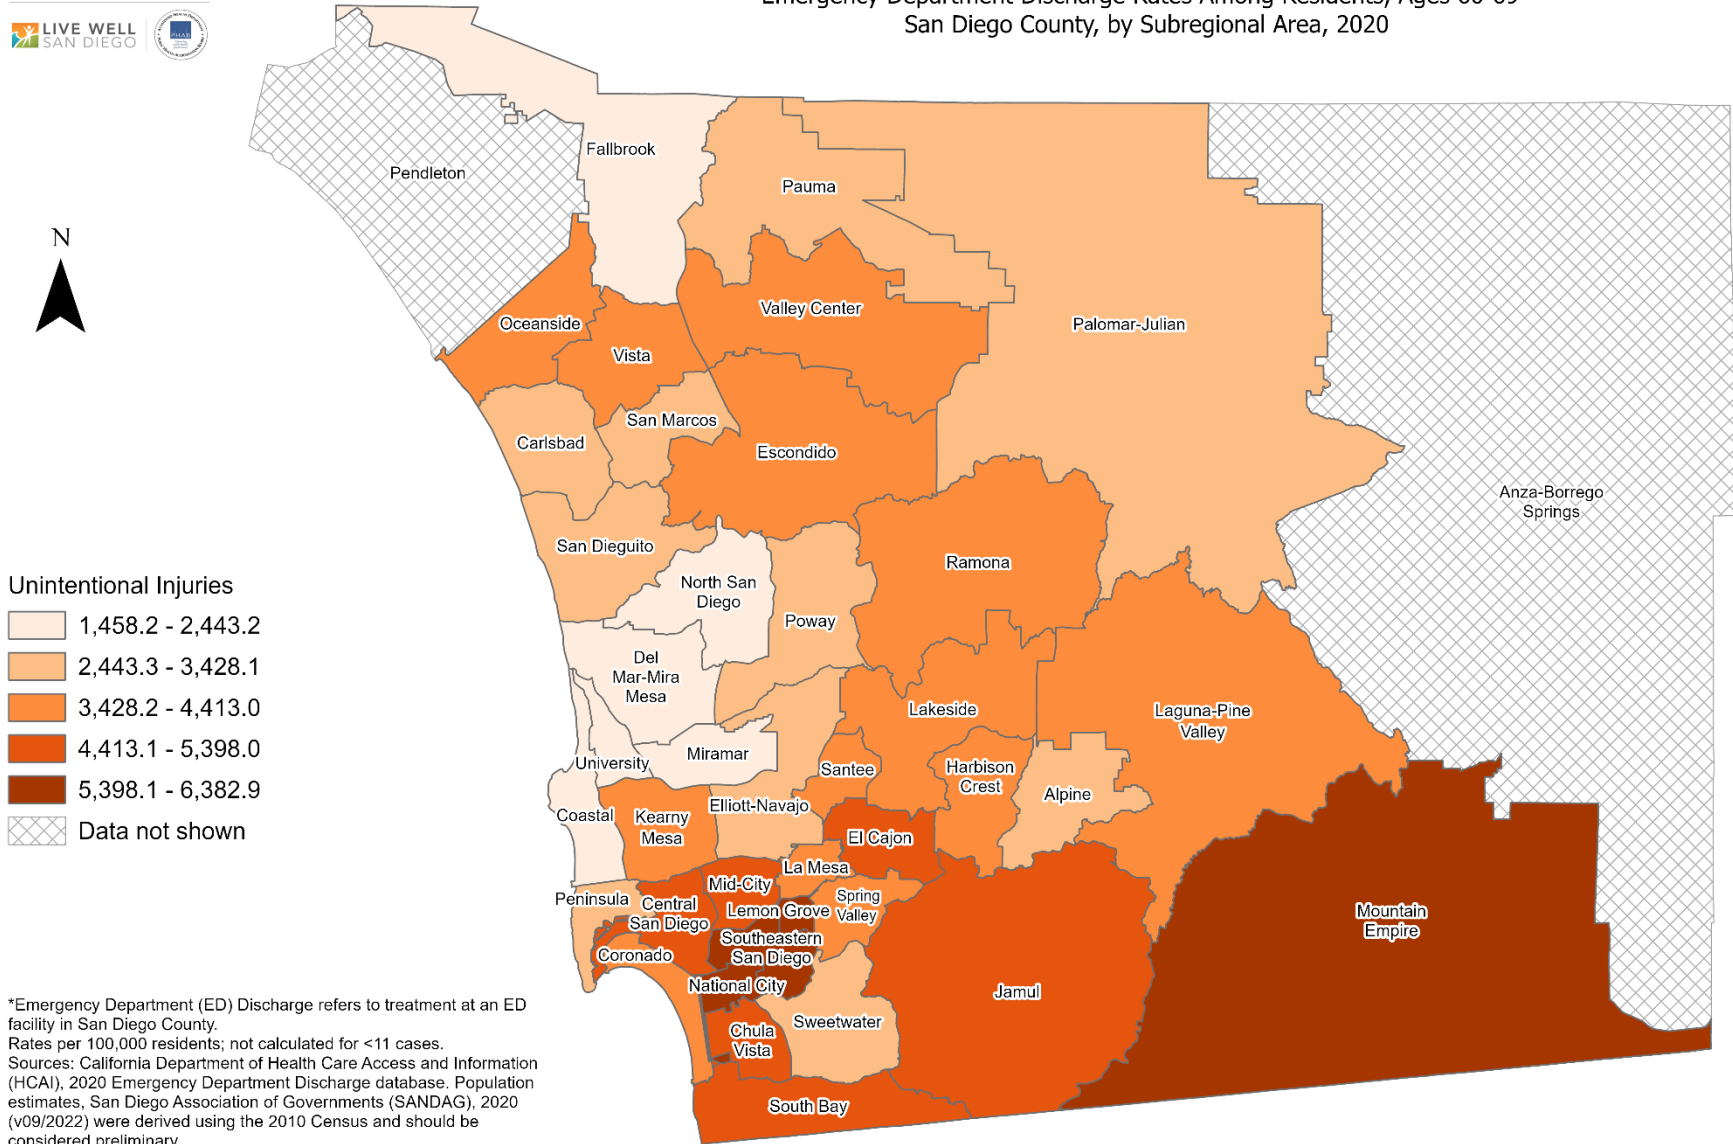 LIVE WELL
SAN DIEGO
PHAB
Emergency Department Discharge Rates Among Residents, Ages
San Diego County, by Subregional Area, 2020
N
Fallbrook
Pendleton
Pauma
Oceanside
Valley Center
Palomar-Julian
Vista
San Marcos
Carlsbad
Escondido
Anza-Borrego
Springs
San Dieguito
Ramona
North San
Diego
Poway
Del
Mar-Mira
Mesa
Lakeside
Laguna-Pine
Valley
Miramar
University
Santee
Harbison
Crest
Alpine
Coastal
Kearny
Mesa
Elliott-Navajo
El Cajon
La Mesa
Mid-City
Peninsula
Central
San Diego
Lemon Grove
Spring
Valley
Mountain
Empire
Southeastern
San Diego
Coronado
National City
Jamul
Sweetwater
Chula
Vista
South Bay
Unintentional Injuries
1,458.2 - 2,443.2
2,443.3 - 3,428.1
3,428.2 - 4,413.0
4,413.1 - 5,398.0
5,398.1 - 6,382.9
Data not shown
*Emergency Department (ED) Discharge refers to treatment at an ED
facility in San Diego County.
Rates per 100,000 residents; not calculated for <11 cases.
Sources: California Department of Health Care Access and Information
(HCAI), 2020 Emergency Department Discharge database. Population
estimates, San Diego Association of Governments (SANDAG), 2020
(v09/2022) were derived using the 2010 Census and should be
considered preliminary.